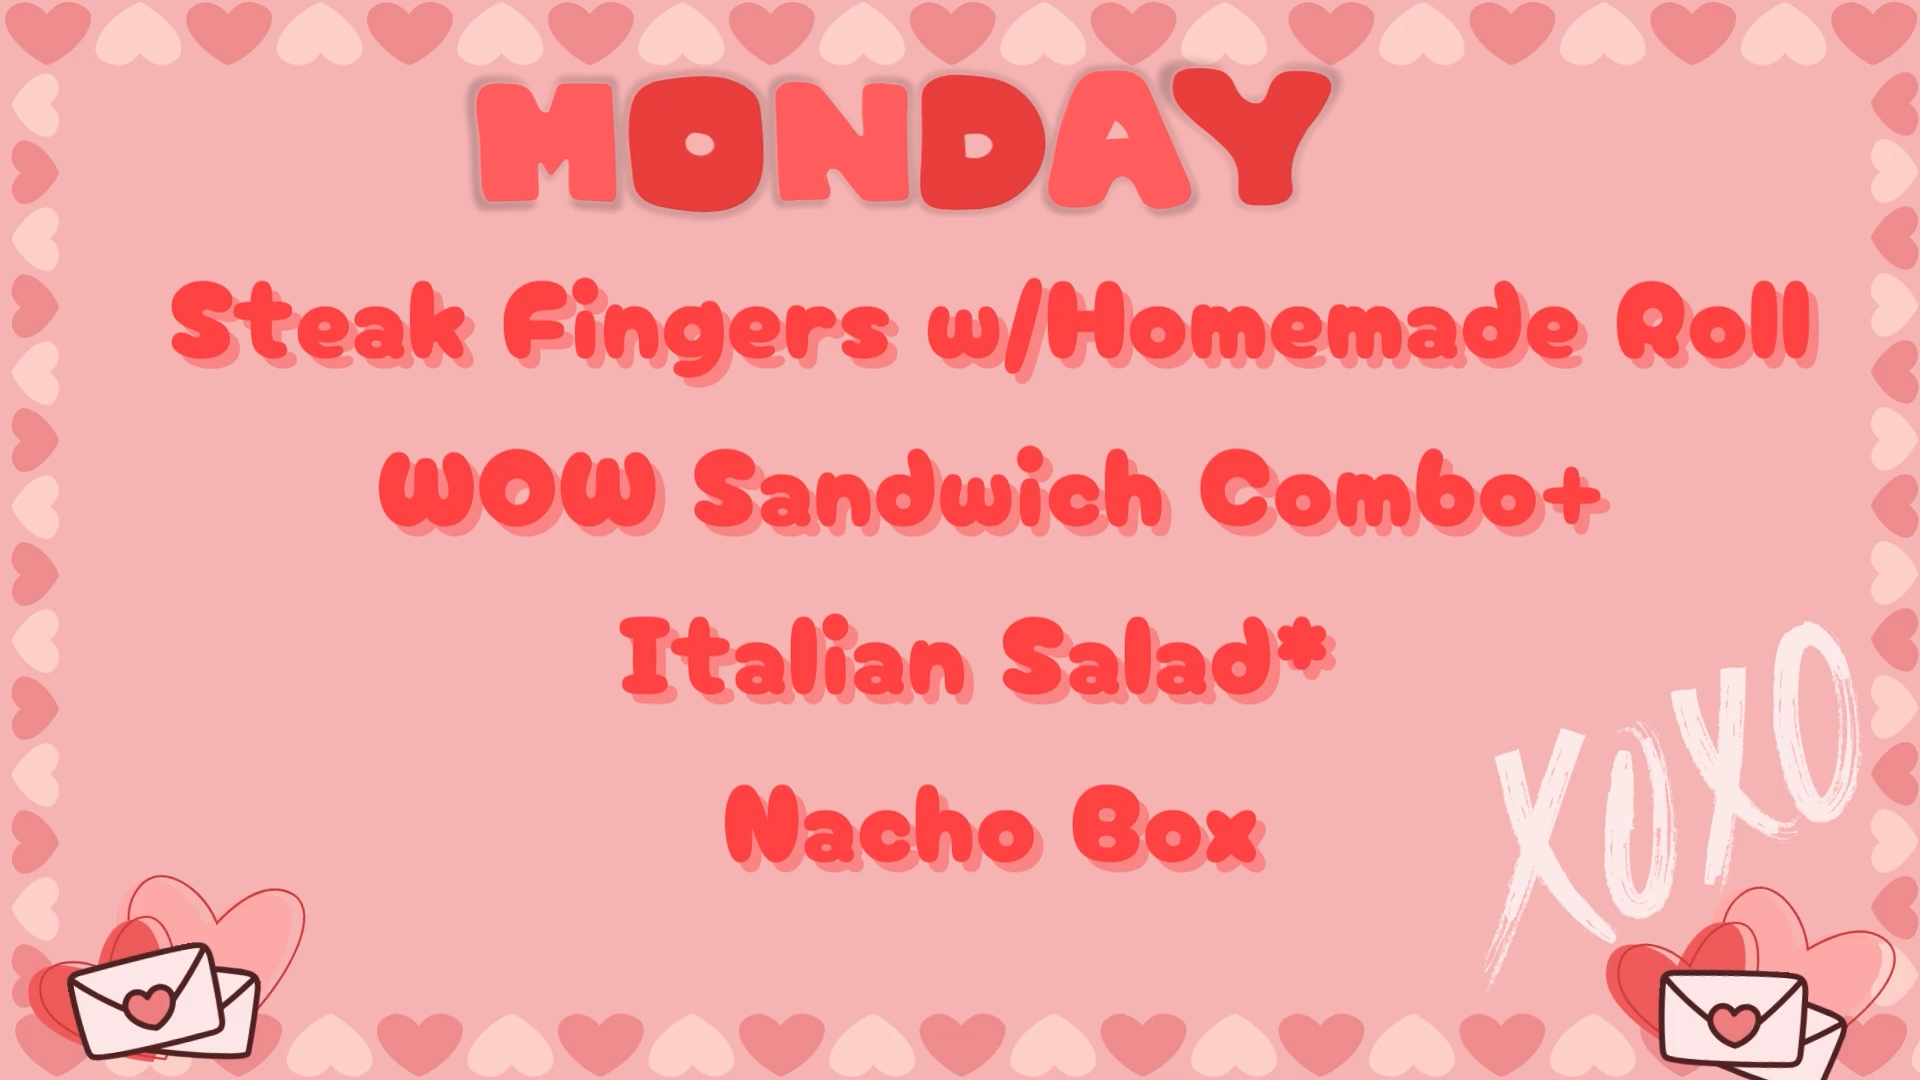 MONDAY
Steak Fingers w/Homemade Roll
WOW Sandwich Combo+
Italian Salad*
Nacho Box
XOXO